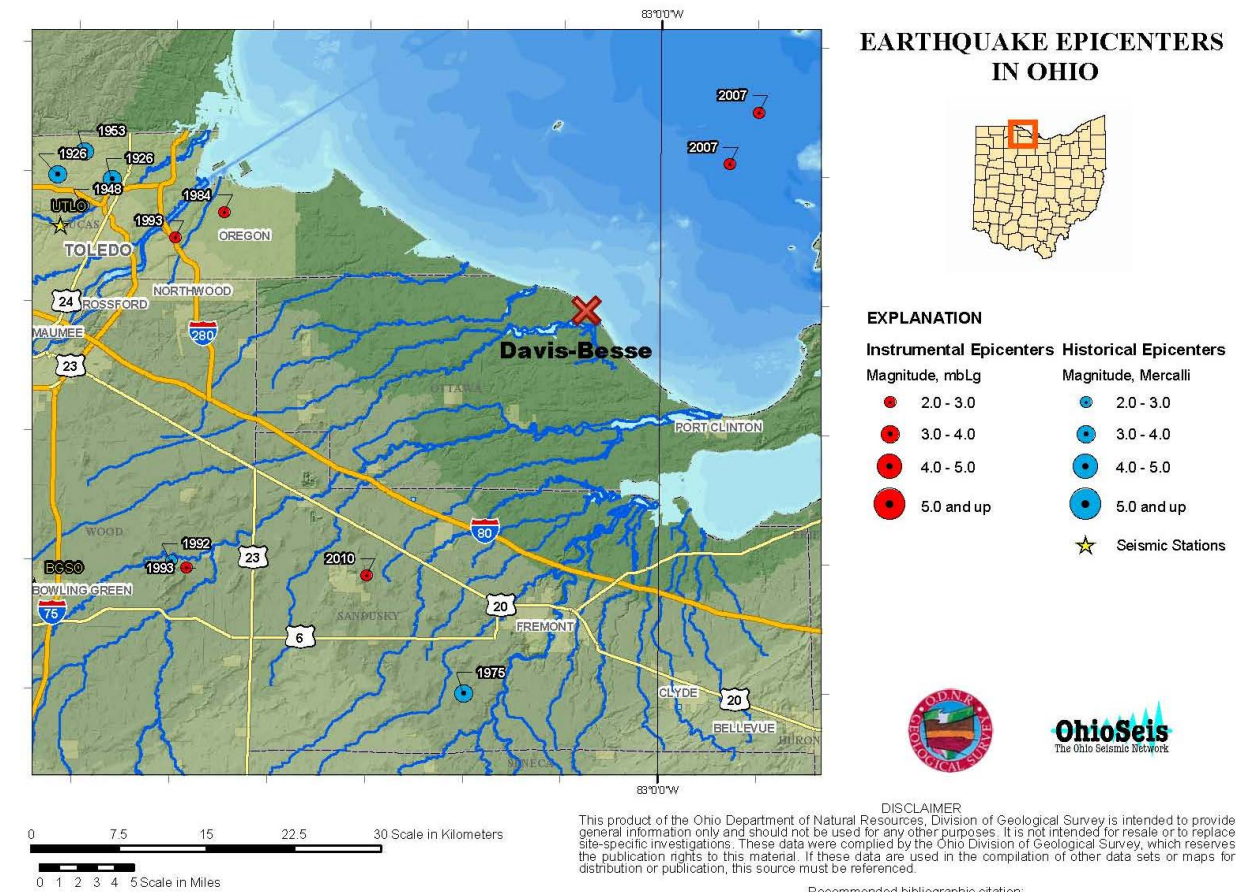 83°0'0"W
EARTHQUAKE EPICENTERS
IN OHIO
2007
2007
1953
1926
1926
1948
1984
1993
UTLO
LUCAS
TOLEDO
OREGON
NORTHWOOD
24
ROSSFORD
MAUMEE
280
23
Davis-Besse
OTTAWA
PORT CLINTON
WOOD
80
1992
1993
23
2010
BGSO
BOWLING GREEN
75
SANDUSKY
20
FREMONT
6
1975
CLYDE
20
BELLEVUE
HURON
SENECA
83°0'0"W
EXPLANATION
Instrumental Epicenters Historical Epicenters
Magnitude, mbLg Magnitude, Mercalli
2.0 - 3.0 2.0 - 3.0
3.0 - 4.0 3.0 - 4.0
4.0 - 5.0 4.0 - 5.0
5.0 and up 5.0 and up
Seismic Stations
O.D.N.R.
GEOLOGICAL SURVEY
OhioSeis
The Ohio Seismic Network
0 7.5 15 22.5 30 Scale in Kilometers
0 1 2 3 4 5 Scale in Miles
DISCLAIMER
This product of the Ohio Department of Natural Resources, Division of Geological Survey is intended to provide
general information only and should not be used for any other purposes. It is not intended for resale or to replace
site-specific investigations. These data were complied by the Ohio Division of Geological Survey, which reserves
the publication rights to this material. If these data are used in the compilation of other data sets or maps for
distribution or publication, this source must be referenced.
Recommended bibliographic citation: